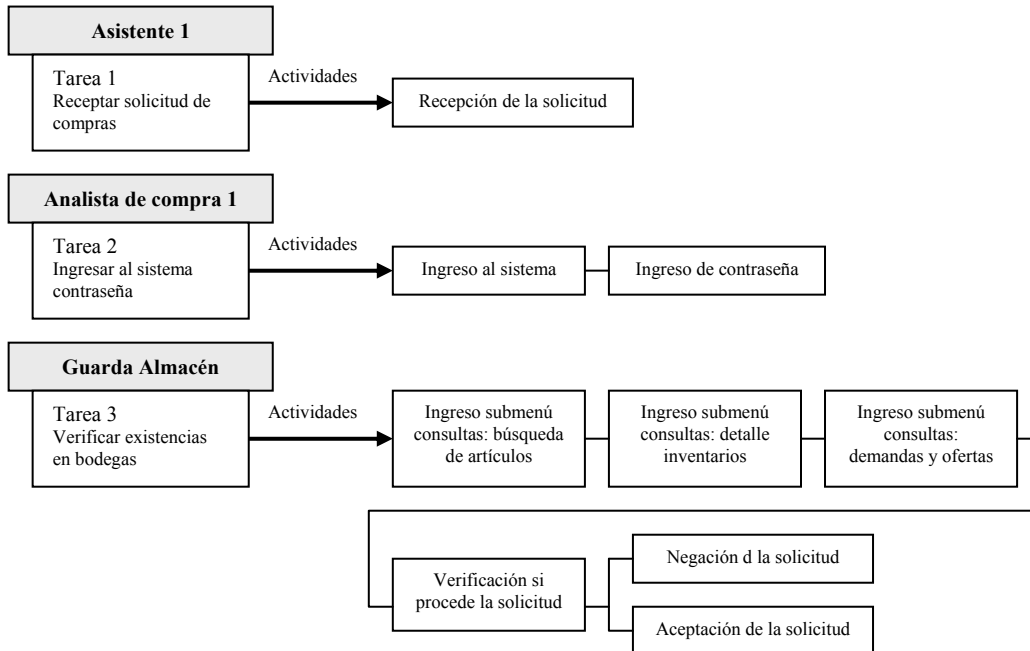 Asistente 1
Tarea 1
Receptar solicitud de
compras
Actividades
Recepción de la solicitud
Analista de compra 1
Tarea 2
Ingresar al sistema
contraseña
Actividades
Ingreso al sistema
Ingreso de contraseña
Guarda Almacén
Tarea 3
Verificar existencias
en bodegas
Actividades
Ingreso submenú
consultas: búsqueda
de artículos
Ingreso submenú
consultas: detalle
inventarios
Ingreso submenú
consultas:
demandas y ofertas
Verificación si
procede la solicitud
Negación d la solicitud
Aceptación de la solicitud